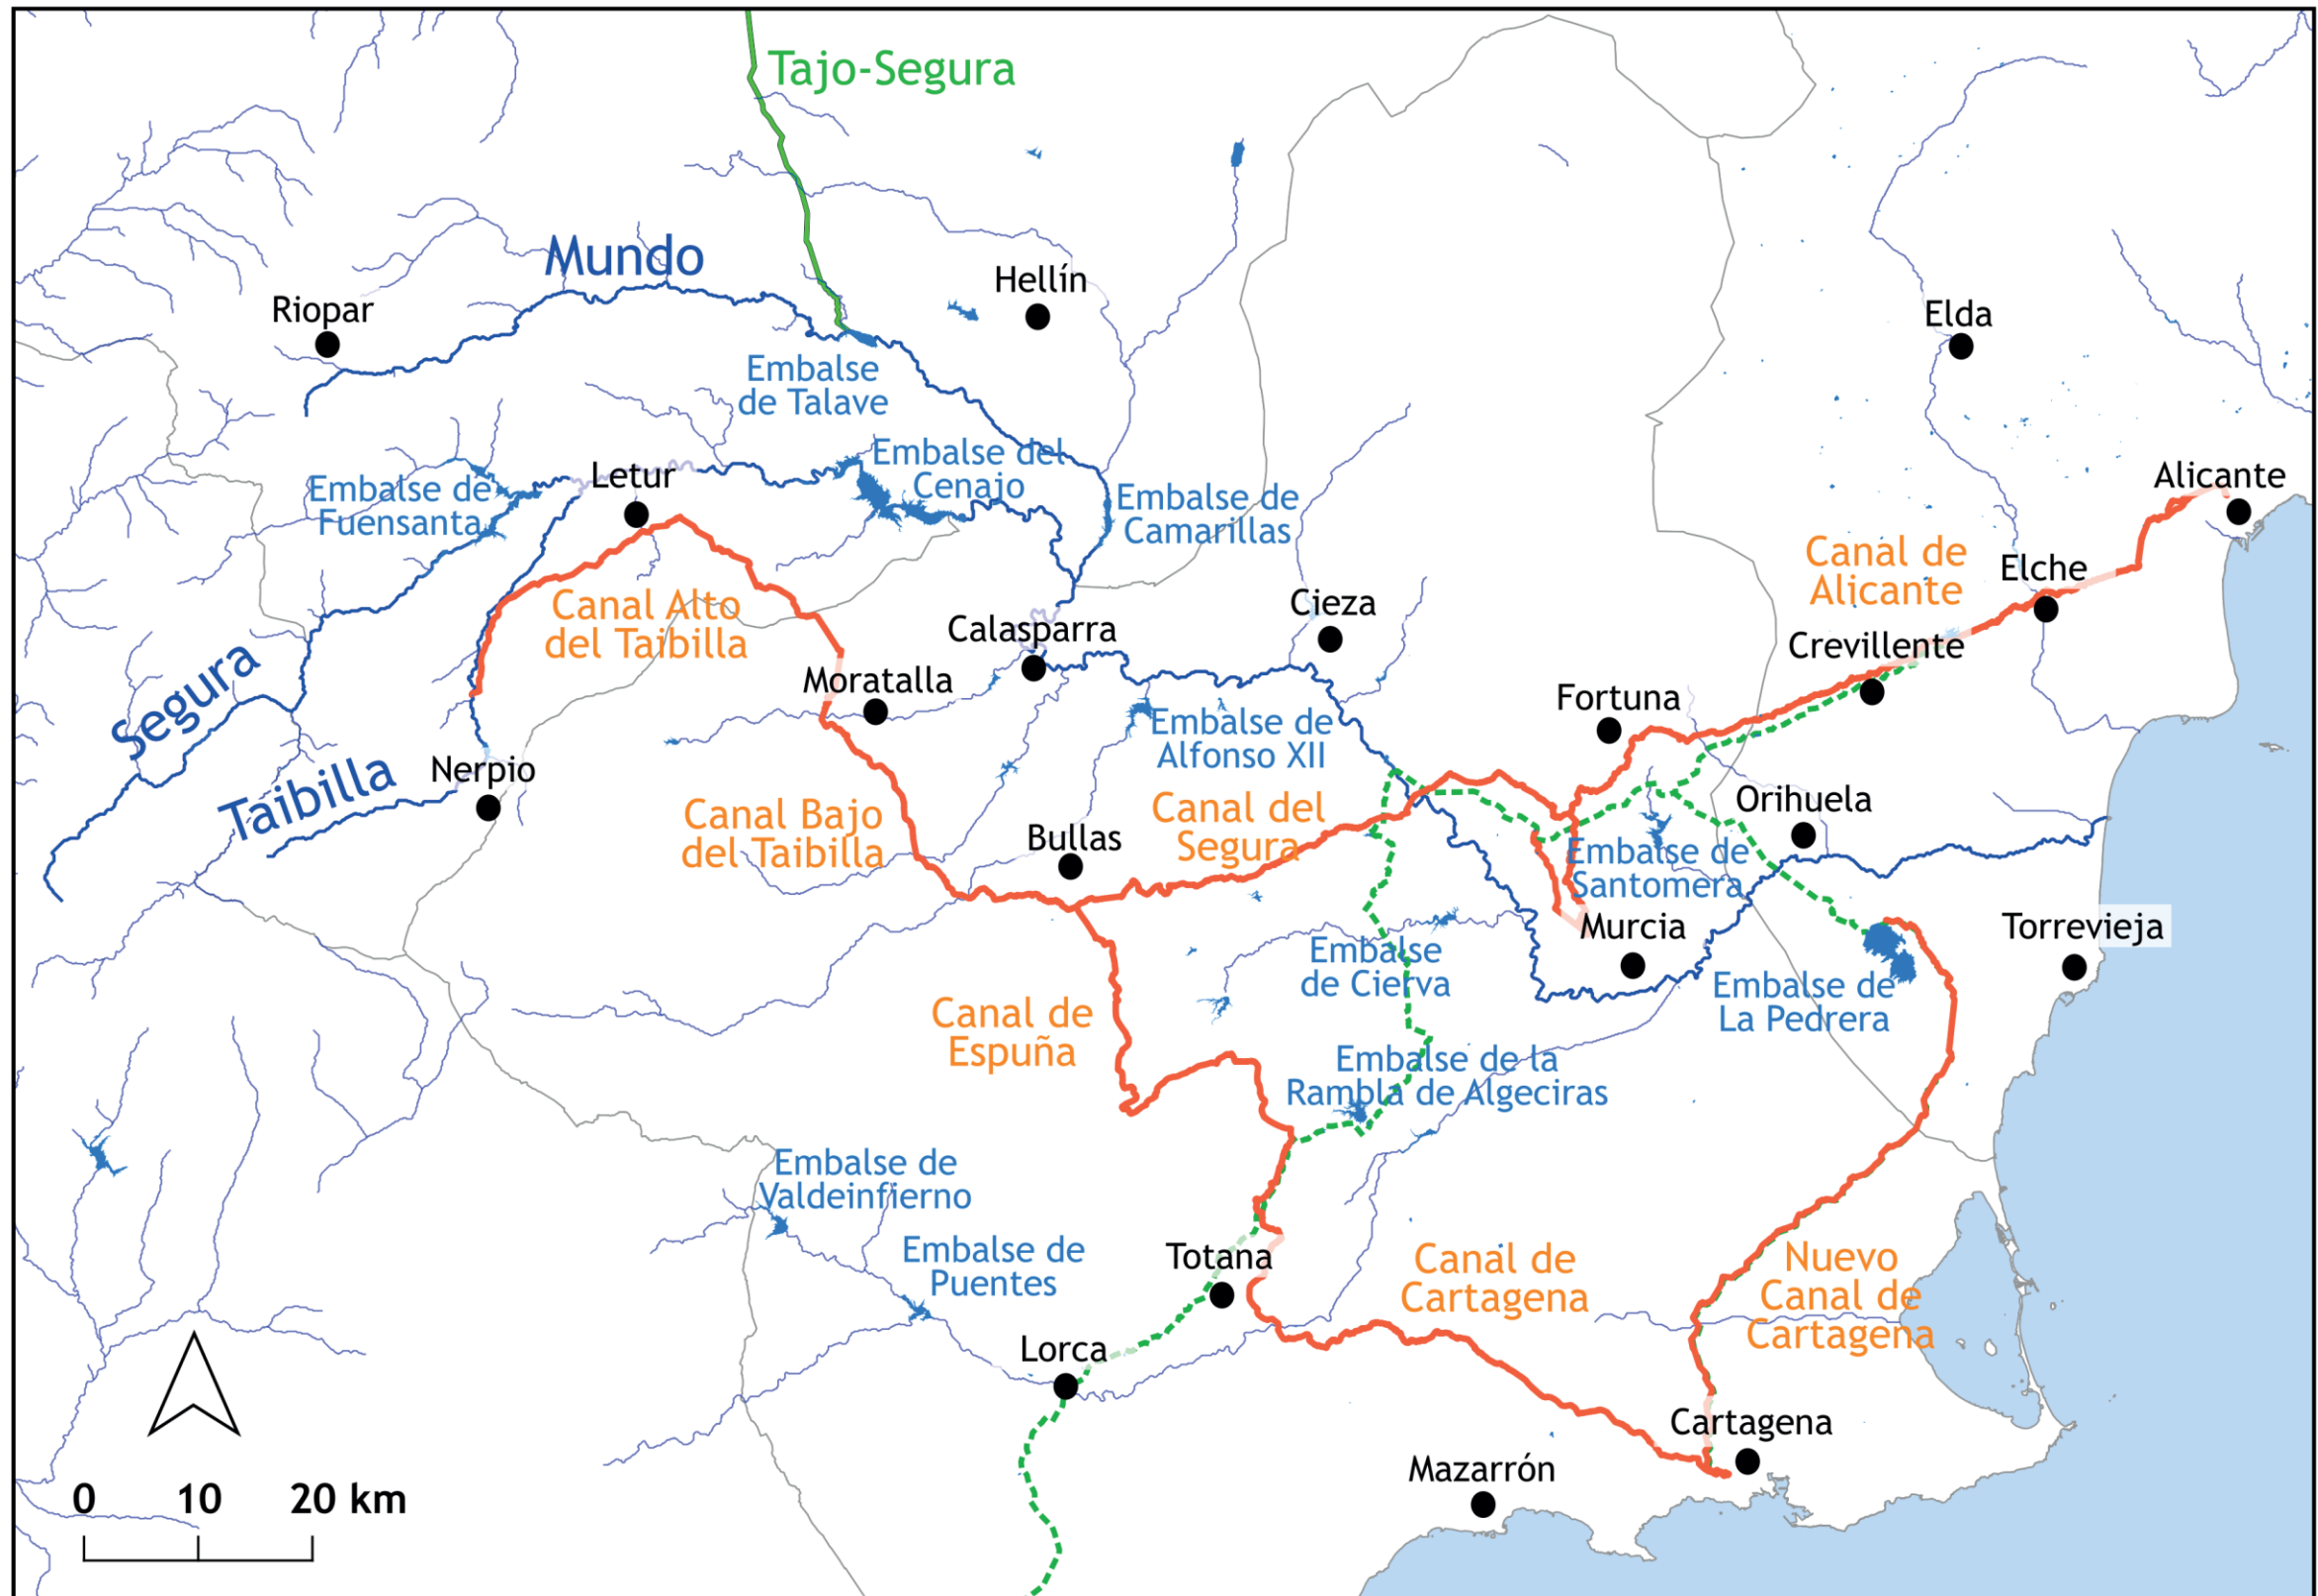 Tajo-Segura
Mundo
Hellín
Riopar
Elda
Embalse
de Talave
Embalse del
Cenajo
Letur
Alicante
Embalse de
Fuensanta
Embalse de
Camarillas
Canal de
Alicante
Elche
Canal Alto
del Taibilla
Cieza
Calasparra
Crevillente
Segura
Moratalla
Fortuna
Embalse de
Alfonso XII
Nerpio
Taibilla
Orihuela
Canal Bajo
del Taibilla
Canal del
Segura
Bullas
Embalse de
Santomera
Murcia
Torrevieja
Embalse
de Cierva
Embalse de
La Pedrera
Canal de
Espuña
Embalse de la
Rambla de Algeciras
Embalse de
Valdeinfierno
Embalse de
Puentes
Totana
Canal de
Cartagena
Nuevo
Canal de
Cartagena
Lorca
Cartagena
Mazarrón
0 10 20 km